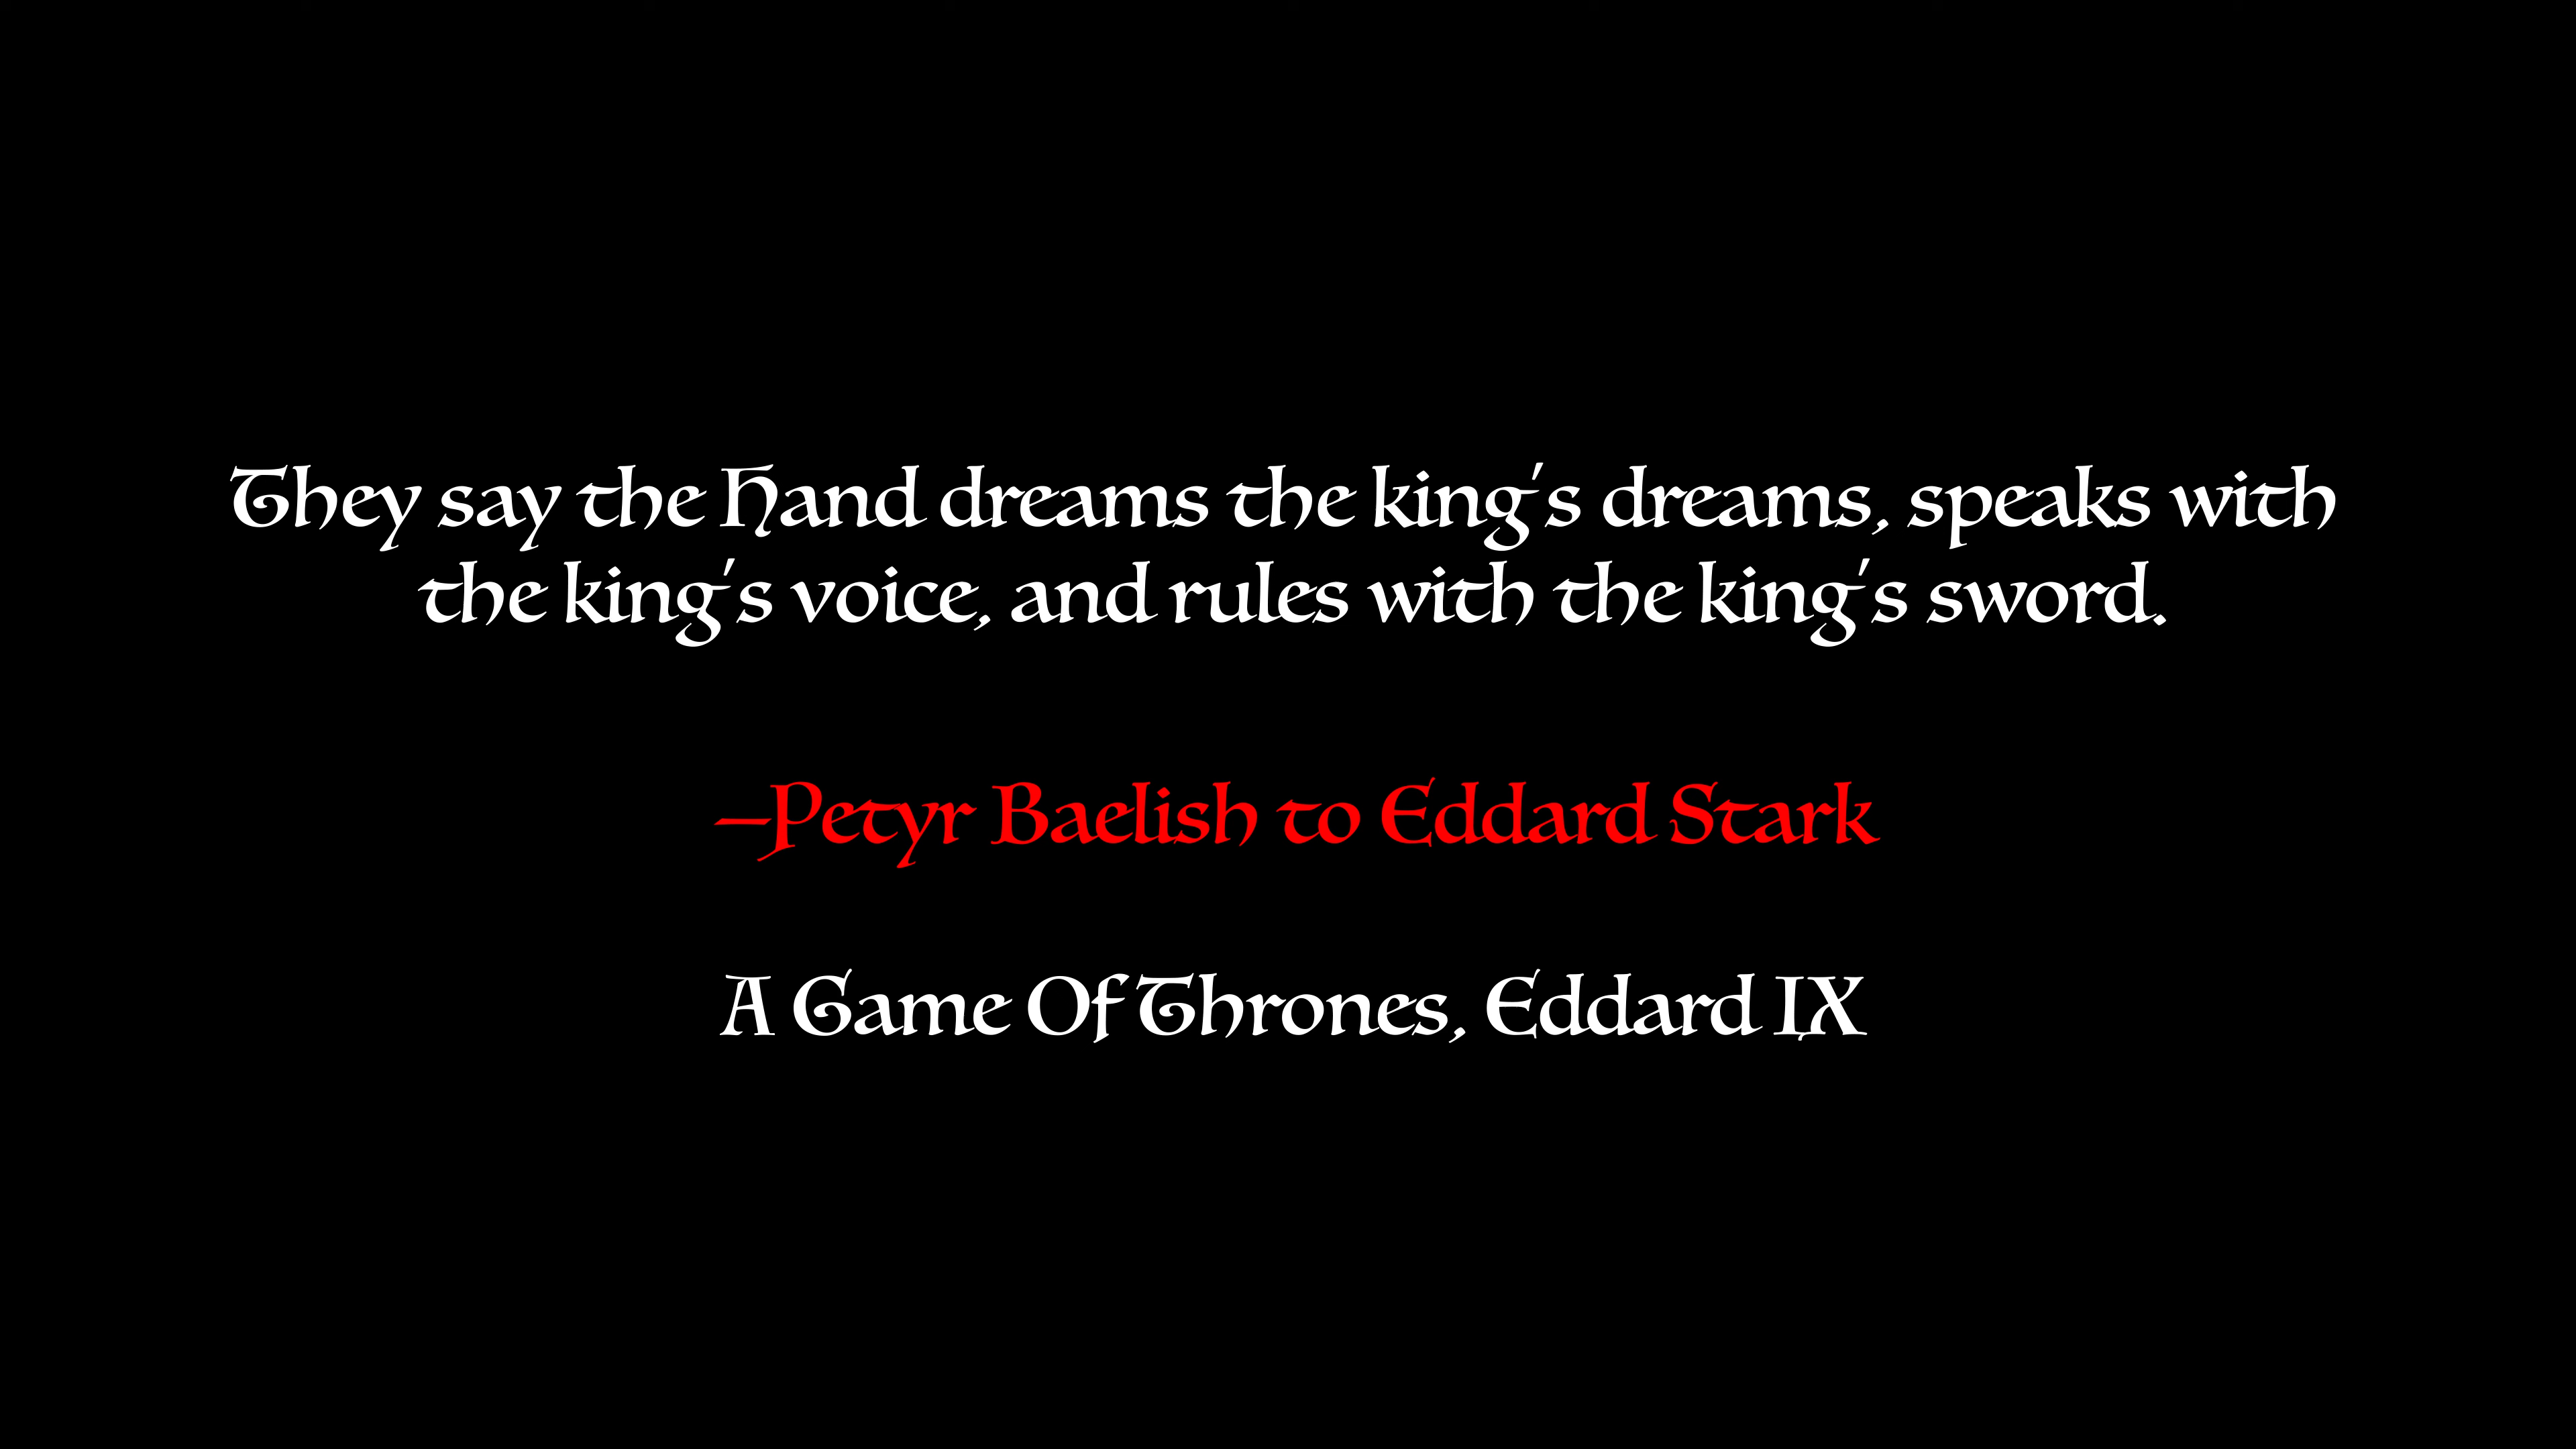 They say the Hand dreams the king's dreams, speaks with
the king's voice, and rules with the king's sword.
—Petyr Baelish to Eddard Stark
A Game Of Thrones, Eddard IX